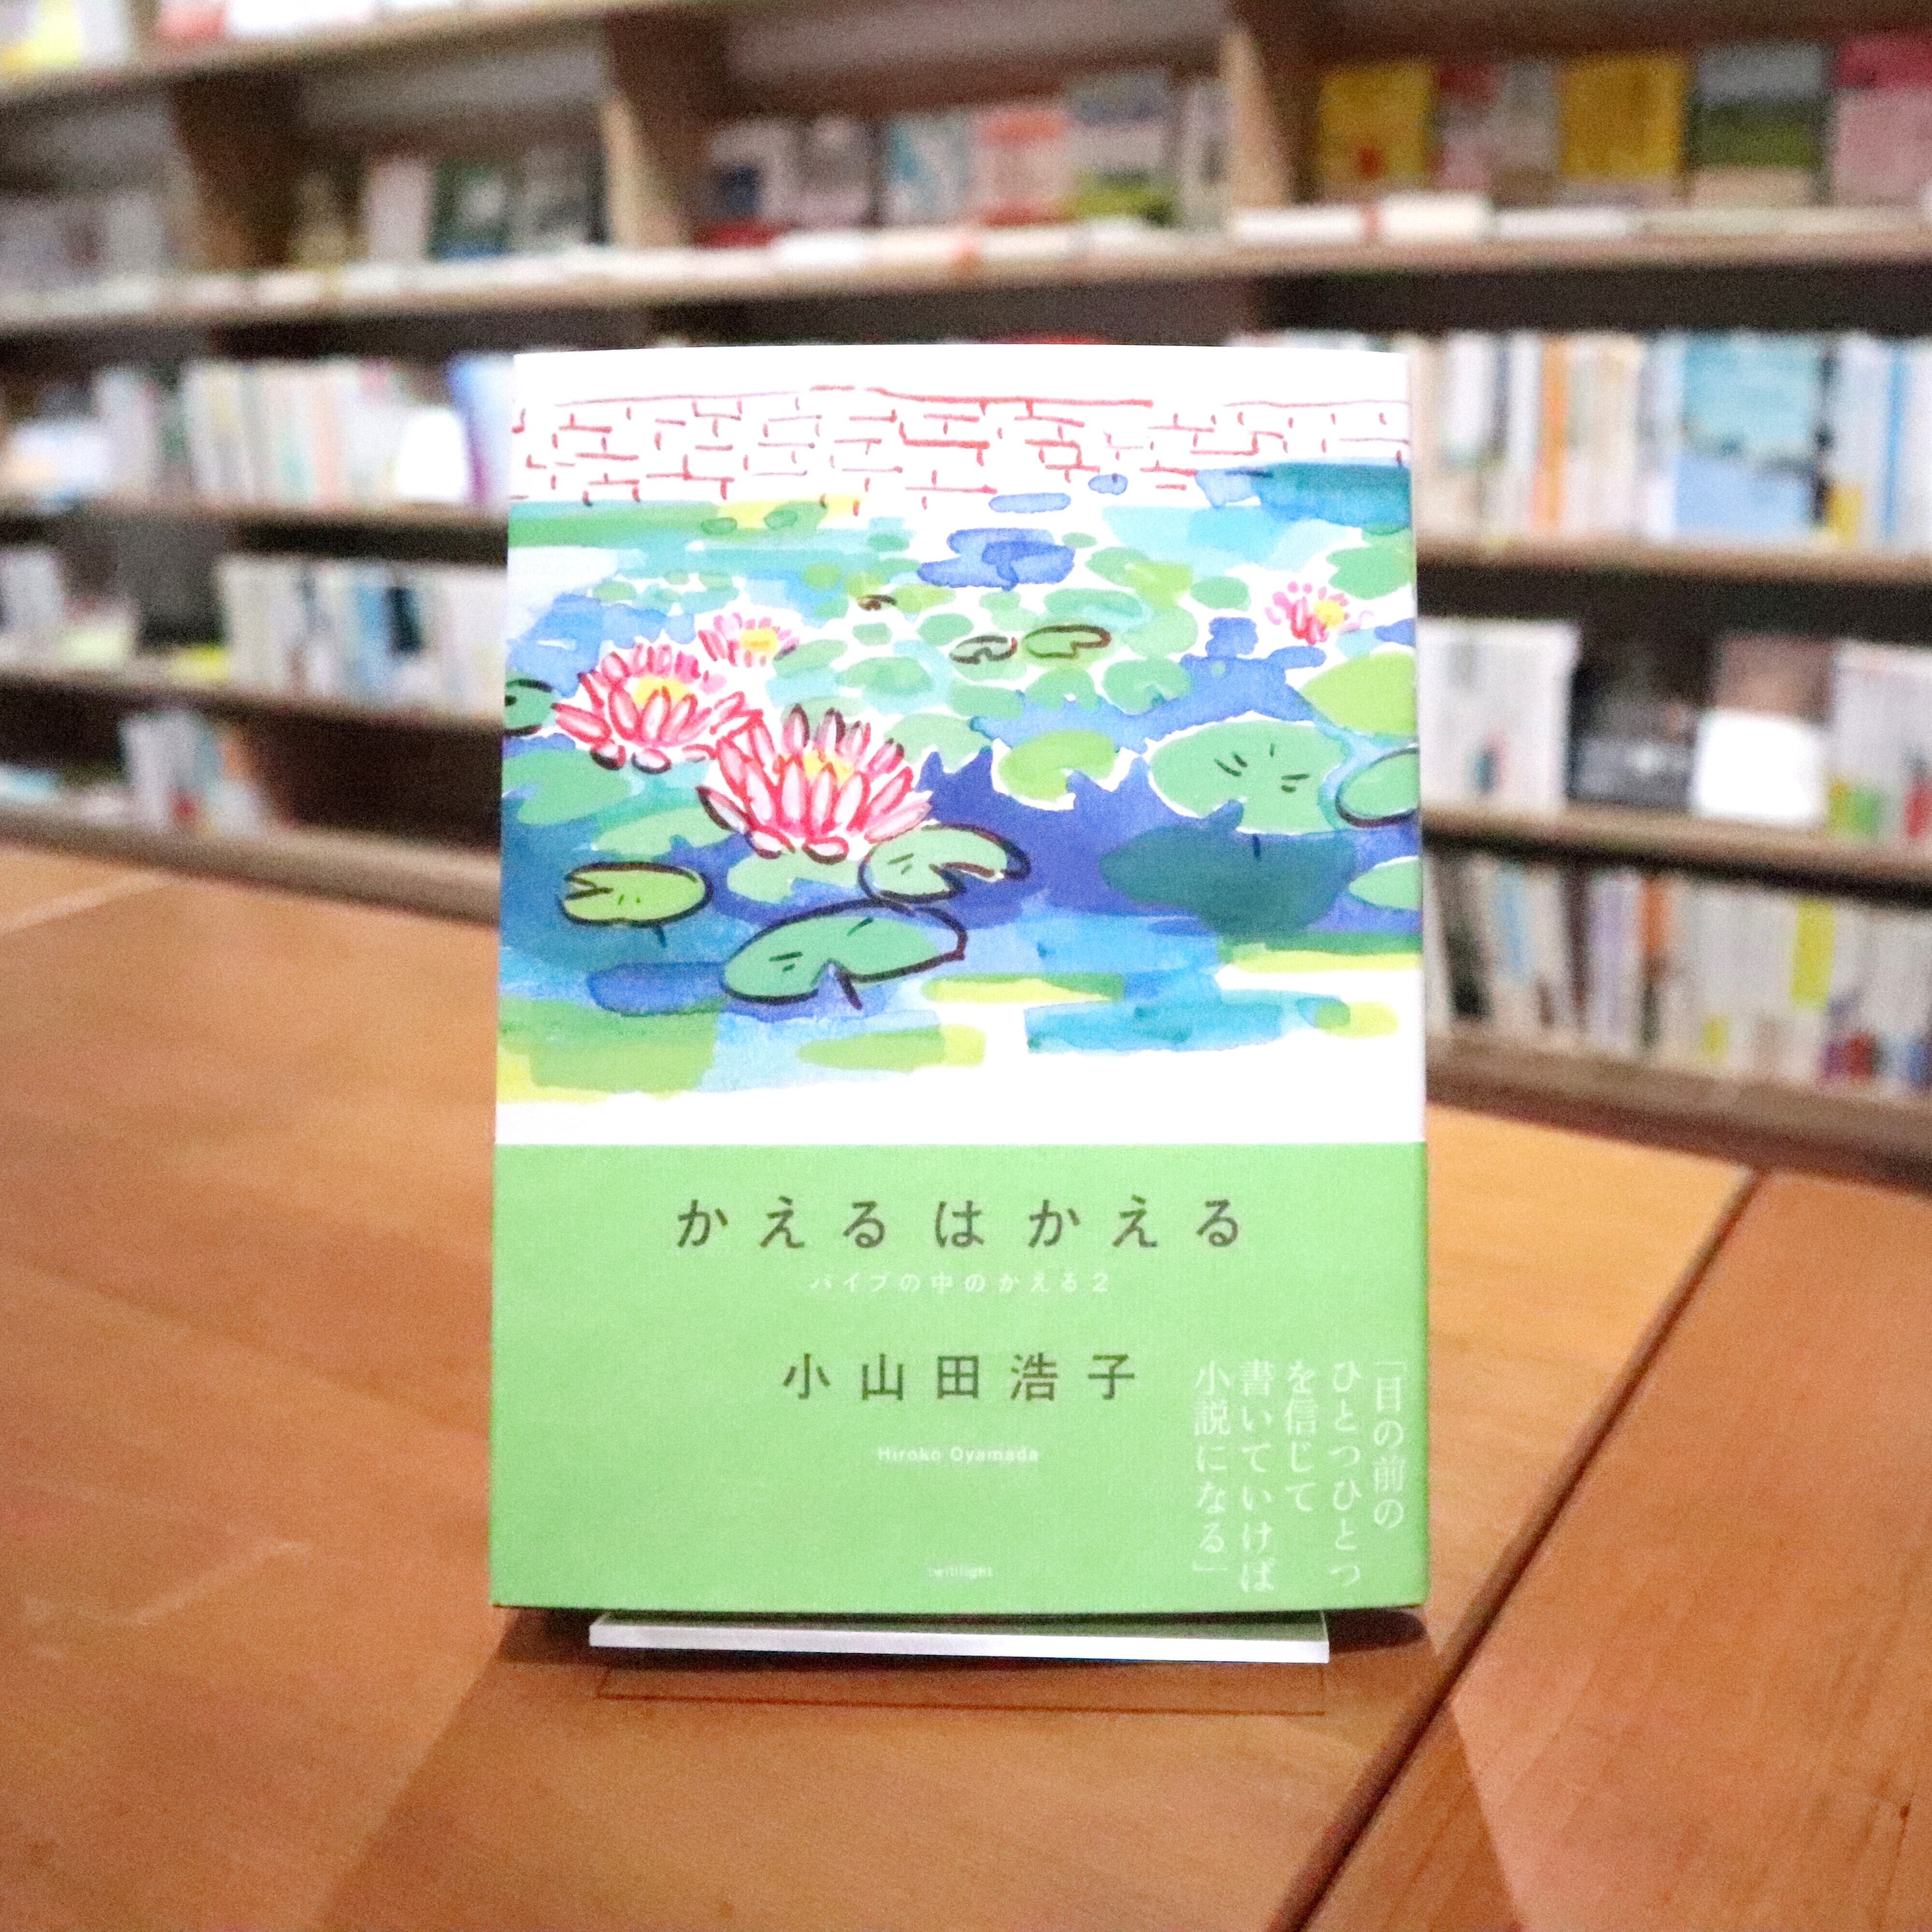 かえるはかえる
パイプの中のかえる2
小山田浩子
Hiroko Oyamada
「目の前の
ひとつひとつ
を信じて
書いていけば
小説になる」
twililight